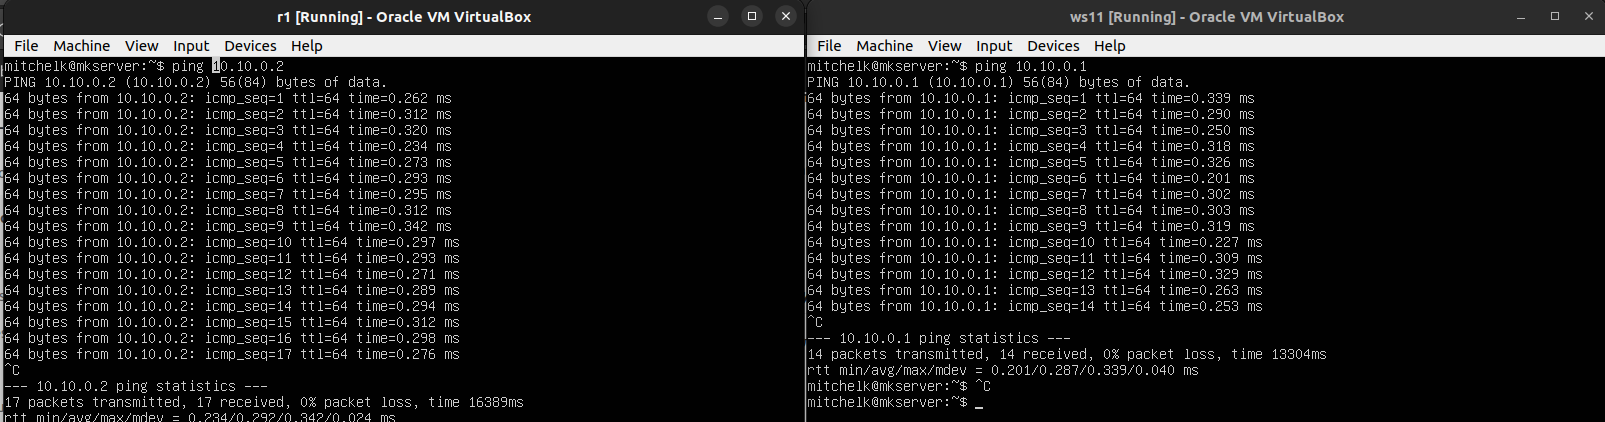 r1 [Running] - Oracle VM VirtualBox
File Machine View Input Devices Help
mitchelk@mkserver:~$ ping 10.10.0.2
PING 10.10.0.2 (10.10.0.2) 56(84) bytes of data.
64 bytes from 10.10.0.2: icmp_seq=1 ttl=64 time=0.262 ms
64 bytes from 10.10.0.2: icmp_seq=2 ttl=64 time=0.312 ms
64 bytes from 10.10.0.2: icmp_seq=3 ttl=64 time=0.320 ms
64 bytes from 10.10.0.2: icmp_seq=4 ttl=64 time=0.234 ms
64 bytes from 10.10.0.2: icmp_seq=5 ttl=64 time=0.273 ms
64 bytes from 10.10.0.2: icmp_seq=6 ttl=64 time=0.293 ms
64 bytes from 10.10.0.2: icmp_seq=7 ttl=64 time=0.295 ms
64 bytes from 10.10.0.2: icmp_seq=8 ttl=64 time=0.312 ms
64 bytes from 10.10.0.2: icmp_seq=9 ttl=64 time=0.342 ms
64 bytes from 10.10.0.2: icmp_seq=10 ttl=64 time=0.297 ms
64 bytes from 10.10.0.2: icmp_seq=11 ttl=64 time=0.293 ms
64 bytes from 10.10.0.2: icmp_seq=12 ttl=64 time=0.271 ms
64 bytes from 10.10.0.2: icmp_seq=13 ttl=64 time=0.289 ms
64 bytes from 10.10.0.2: icmp_seq=14 ttl=64 time=0.294 ms
64 bytes from 10.10.0.2: icmp_seq=15 ttl=64 time=0.312 ms
64 bytes from 10.10.0.2: icmp_seq=16 ttl=64 time=0.298 ms
64 bytes from 10.10.0.2: icmp_seq=17 ttl=64 time=0.276 ms
^C
--- 10.10.0.2 ping statistics ---
17 packets transmitted, 17 received, 0% packet loss, time 16389ms
rtt min/avg/max/mdev = 0.234/0.292/0.342/0.024 ms
ws11 [Running] - Oracle VM VirtualBox
File Machine View Input Devices Help
mitchelk@mkserver:~$ ping 10.10.0.1
PING 10.10.0.1 (10.10.0.1) 56(84) bytes of data.
64 bytes from 10.10.0.1: icmp_seq=1 ttl=64 time=0.339 ms
64 bytes from 10.10.0.1: icmp_seq=2 ttl=64 time=0.290 ms
64 bytes from 10.10.0.1: icmp_seq=3 ttl=64 time=0.250 ms
64 bytes from 10.10.0.1: icmp_seq=4 ttl=64 time=0.318 ms
64 bytes from 10.10.0.1: icmp_seq=5 ttl=64 time=0.326 ms
64 bytes from 10.10.0.1: icmp_seq=6 ttl=64 time=0.201 ms
64 bytes from 10.10.0.1: icmp_seq=7 ttl=64 time=0.302 ms
64 bytes from 10.10.0.1: icmp_seq=8 ttl=64 time=0.303 ms
64 bytes from 10.10.0.1: icmp_seq=9 ttl=64 time=0.319 ms
64 bytes from 10.10.0.1: icmp_seq=10 ttl=64 time=0.227 ms
64 bytes from 10.10.0.1: icmp_seq=11 ttl=64 time=0.309 ms
64 bytes from 10.10.0.1: icmp_seq=12 ttl=64 time=0.329 ms
64 bytes from 10.10.0.1: icmp_seq=13 ttl=64 time=0.263 ms
64 bytes from 10.10.0.1: icmp_seq=14 ttl=64 time=0.253 ms
^C
--- 10.10.0.1 ping statistics ---
14 packets transmitted, 14 received, 0% packet loss, time 13304ms
rtt min/avg/max/mdev = 0.201/0.287/0.339/0.040 ms
mitchelk@mkserver:~$ ^C
mitchelk@mkserver:~$ _